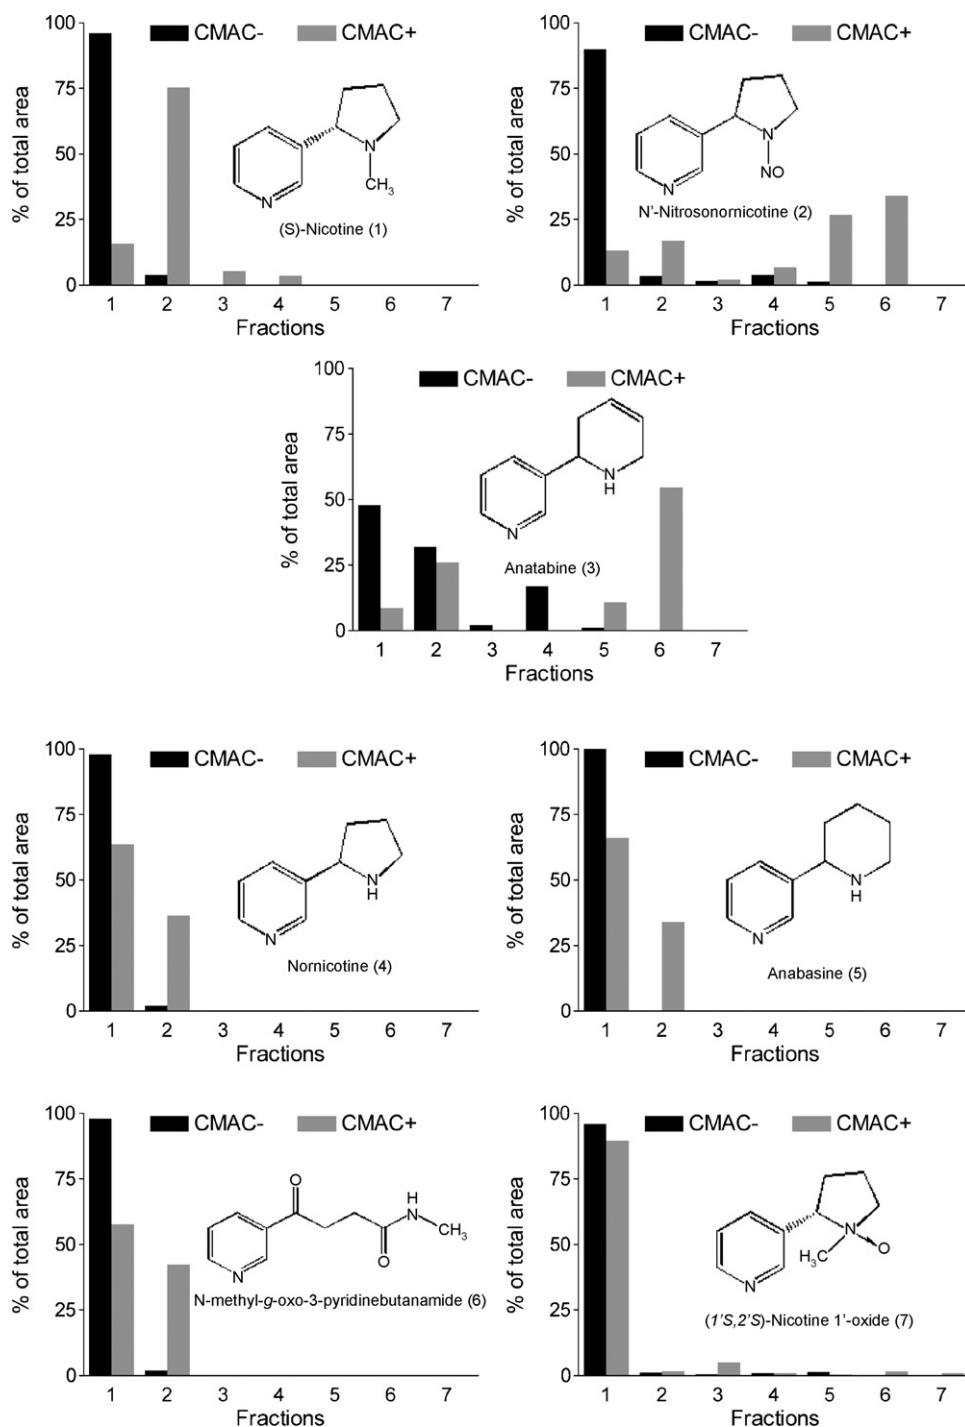 CMAC- CMAC+
% of total area
100
75
50
25
0
N
N
CH₃
(S)-Nicotine (1)
1 2 3 4 5 6 7
Fractions
CMAC- CMAC+
% of total area
100
75
50
25
0
N
N
NO
N'-Nitrosonornicotine (2)
1 2 3 4 5 6 7
Fractions
CMAC- CMAC+
% of total area
100
75
50
25
0
N
H
N
Anatabine (3)
1 2 3 4 5 6 7
Fractions
CMAC- CMAC+
% of total area
100
75
50
25
0
N
H
N
Nornicotine (4)
1 2 3 4 5 6 7
Fractions
CMAC- CMAC+
% of total area
100
75
50
25
0
N
H
N
Anabasine (5)
1 2 3 4 5 6 7
Fractions
CMAC- CMAC+
% of total area
100
75
50
25
0
O
H
N
CH₃
O
N
N-methyl-g-oxo-3-pyridinebutanamide (6)
1 2 3 4 5 6 7
Fractions
CMAC- CMAC+
% of total area
100
75
50
25
0
N
H₃C
O
N
(1'S,2'S)-Nicotine 1'-oxide (7)
1 2 3 4 5 6 7
Fractions